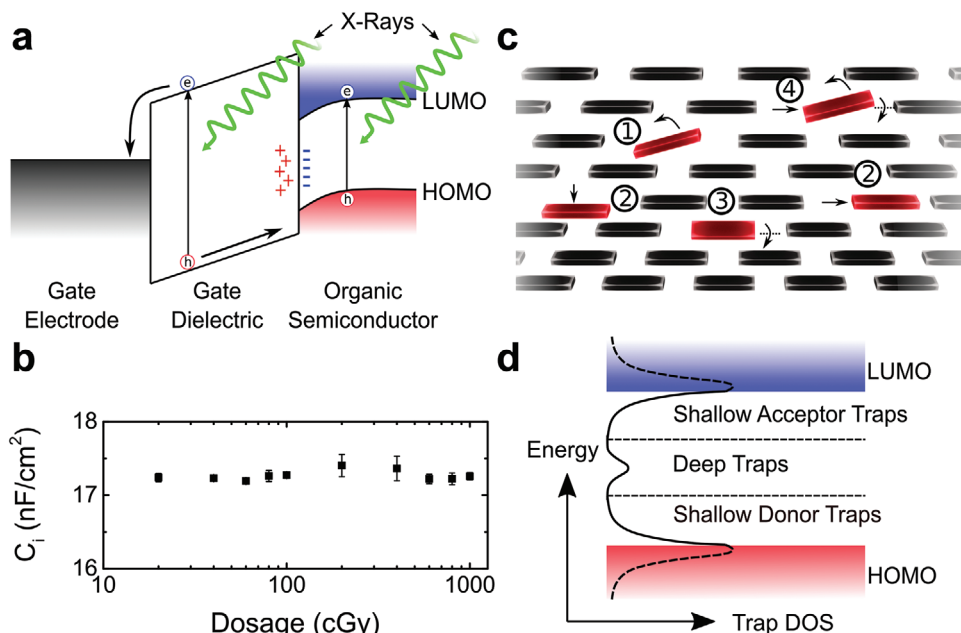 a
X-Rays
e
e
LUMO
+
+
+
+
+
HOMO
h
h
Gate
Electrode
Gate
Dielectric
Organic
Semiconductor
b
18
17
16
C_i (nF/cm²)
10
100
1000
Dosage (cGy)
c
4
1
2
2
3
d
LUMO
Shallow Acceptor Traps
Energy
Deep Traps
Shallow Donor Traps
HOMO
Trap DOS